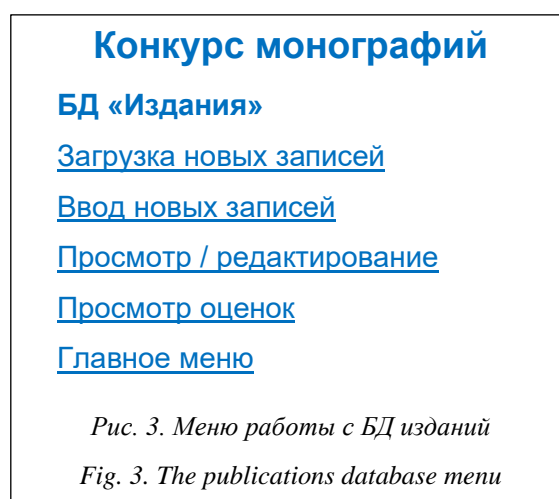 Конкурс монографий
БД «Издания»
Загрузка новых записей
Ввод новых записей
Просмотр / редактирование
Просмотр оценок
Главное меню
Рис. 3. Меню работы с БД изданий
Fig. 3. The publications database menu